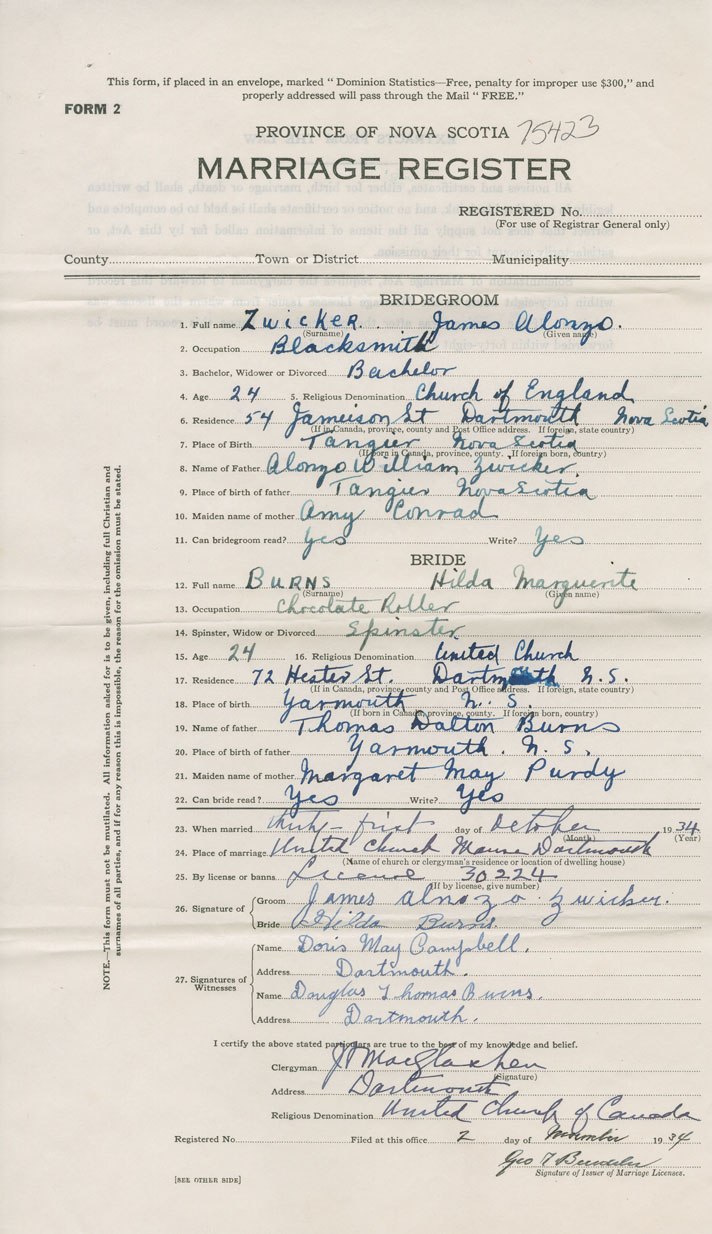 This form, if placed in an envelope, marked " Dominion Statistics—Free, penalty for improper use $300," and
properly addressed will pass through the Mail " FREE."
FORM 2
PROVINCE OF NOVA SCOTIA 75423
MARRIAGE REGISTER
REGISTERED No.
(For use of Registrar General only)
County Town or District Municipality
BRIDEGROOM
1. Full name Zwicker. James Alonzo.
(Surname) (Given name)
2. Occupation Blacksmith
3. Bachelor, Widower or Divorced Bachelor
4. Age 24 5. Religious Denomination Church of England
6. Residence 54 Jameison St Dartmouth Nova Scotia
(If in Canada, province, county and Post Office address. If foreign, state country)
7. Place of Birth Tangier Nova Scotia
(If born in Canada, province, county. If foreign born, country)
8. Name of Father Alonzo William Zwicker.
9. Place of birth of father Tangier Nova Scotia
10. Maiden name of mother Amy Conrad
11. Can bridegroom read? Yes Write? Yes
BRIDE
12. Full name BURNS Hilda Marguerite
(Surname) (Given name)
13. Occupation Chocolate Roller
14. Spinster, Widow or Divorced Spinster
15. Age 24 16. Religious Denomination United Church
17. Residence 72 Hester St. Dartmouth N.S.
(If in Canada, province, county and Post Office address. If foreign, state country)
18. Place of birth Yarmouth N. S.
(If born in Canada, province, county. If foreign born, country)
19. Name of father Thomas Dalton Burns
20. Place of birth of father Yarmouth. N. S.
21. Maiden name of mother Margaret May Purdy
22. Can bride read? Yes Write? Yes
23. When married thirty-first day of October 1934
(Month) (Year)
24. Place of marriage United Church Manse Dartmouth
(Name of church or clergyman's residence or location of dwelling house)
25. By license or banns License 30224
(If by license, give number)
26. Signature of
Groom James Alnozo Zwicker.
Bride Hilda Burns.
27. Signatures of Witnesses
Name Doris May Campbell.
Address Dartmouth.
Name Douglas Thomas Burns.
Address Dartmouth.
I certify the above stated particulars are true to the best of my knowledge and belief.
Clergyman
(Signature)
Address Dartmouth
Religious Denomination United Church of Canada
Registered No. Filed at this office 2 day of November 1934
Geo
Signature of Issuer of Marriage Licenses.
[SEE OTHER SIDE]
NOTE.—This form must not be mutilated. All information asked for is to be given, including full Christian and
surnames of all parties, and if for any reason this is impossible, the reason for the omission must be stated.